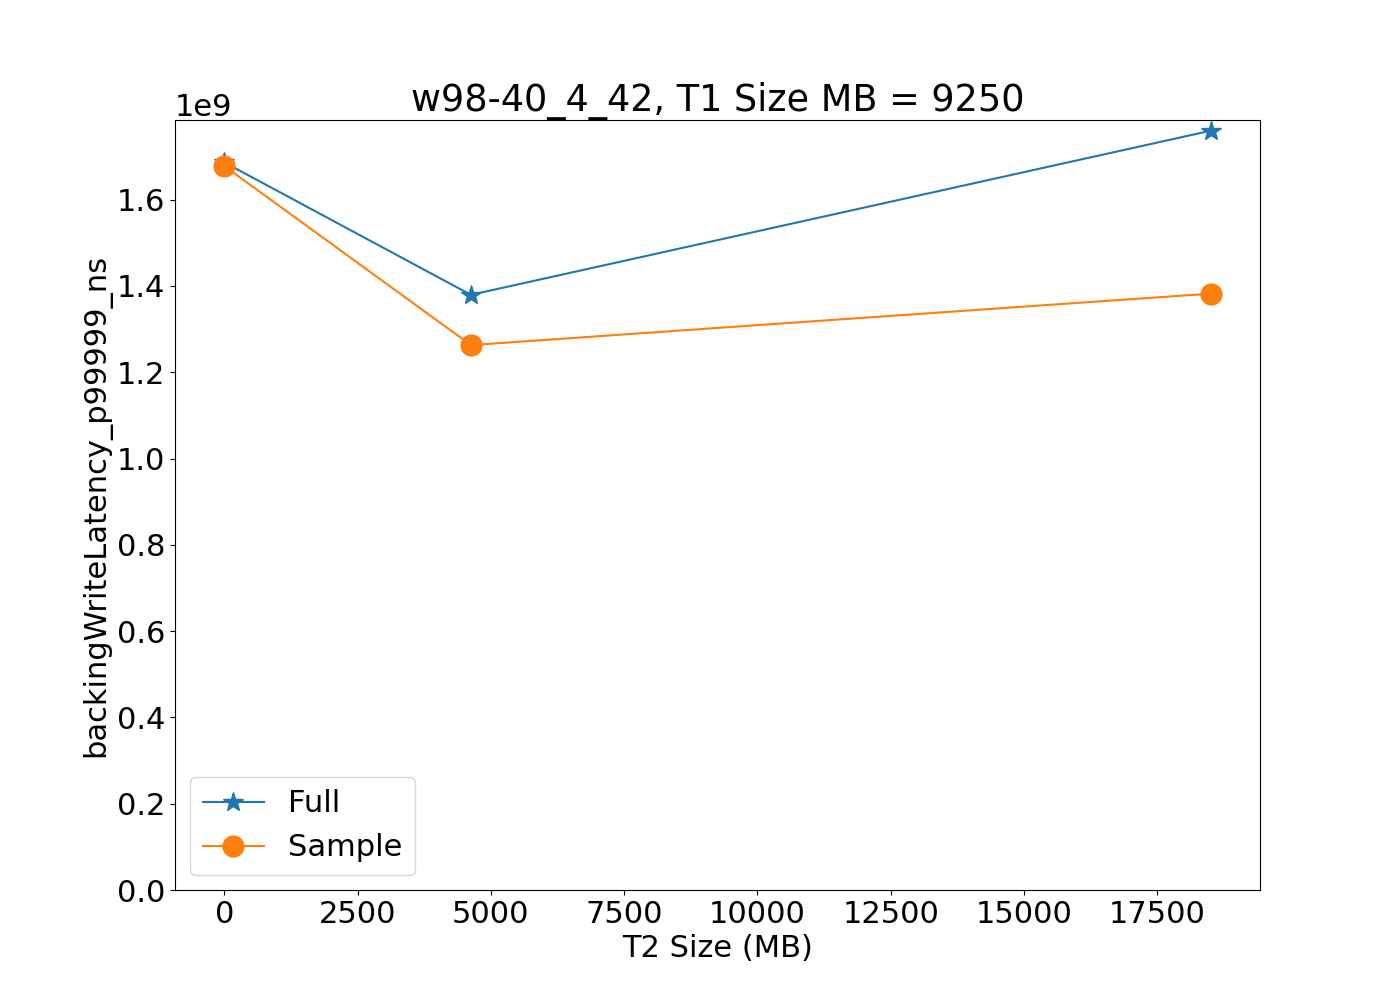 w98-40_4_42, T1 Size MB = 9250
1e9
backingWriteLatency_p99999_ns
1.6
1.4
1.2
1.0
0.8
0.6
0.4
0.2
0.0
Full
Sample
0 2500 5000 7500 10000 12500 15000 17500
T2 Size (MB)